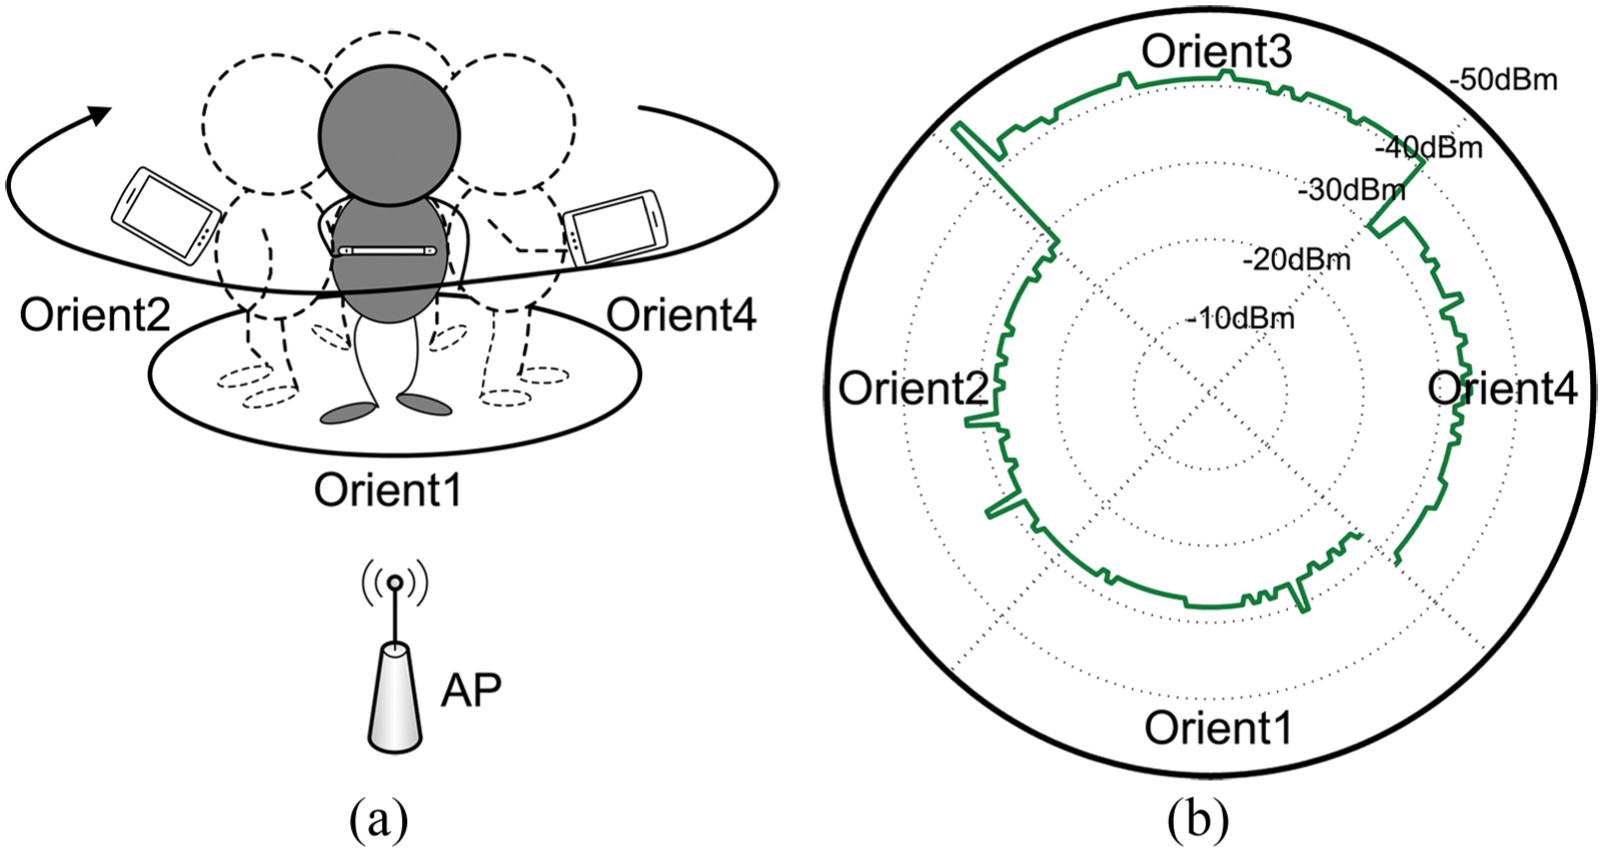 Orient2
Orient4
Orient1
AP
(a)
Orient3
-50dBm
-40dBm
-30dBm
-20dBm
-10dBm
Orient2
Orient4
Orient1
(b)